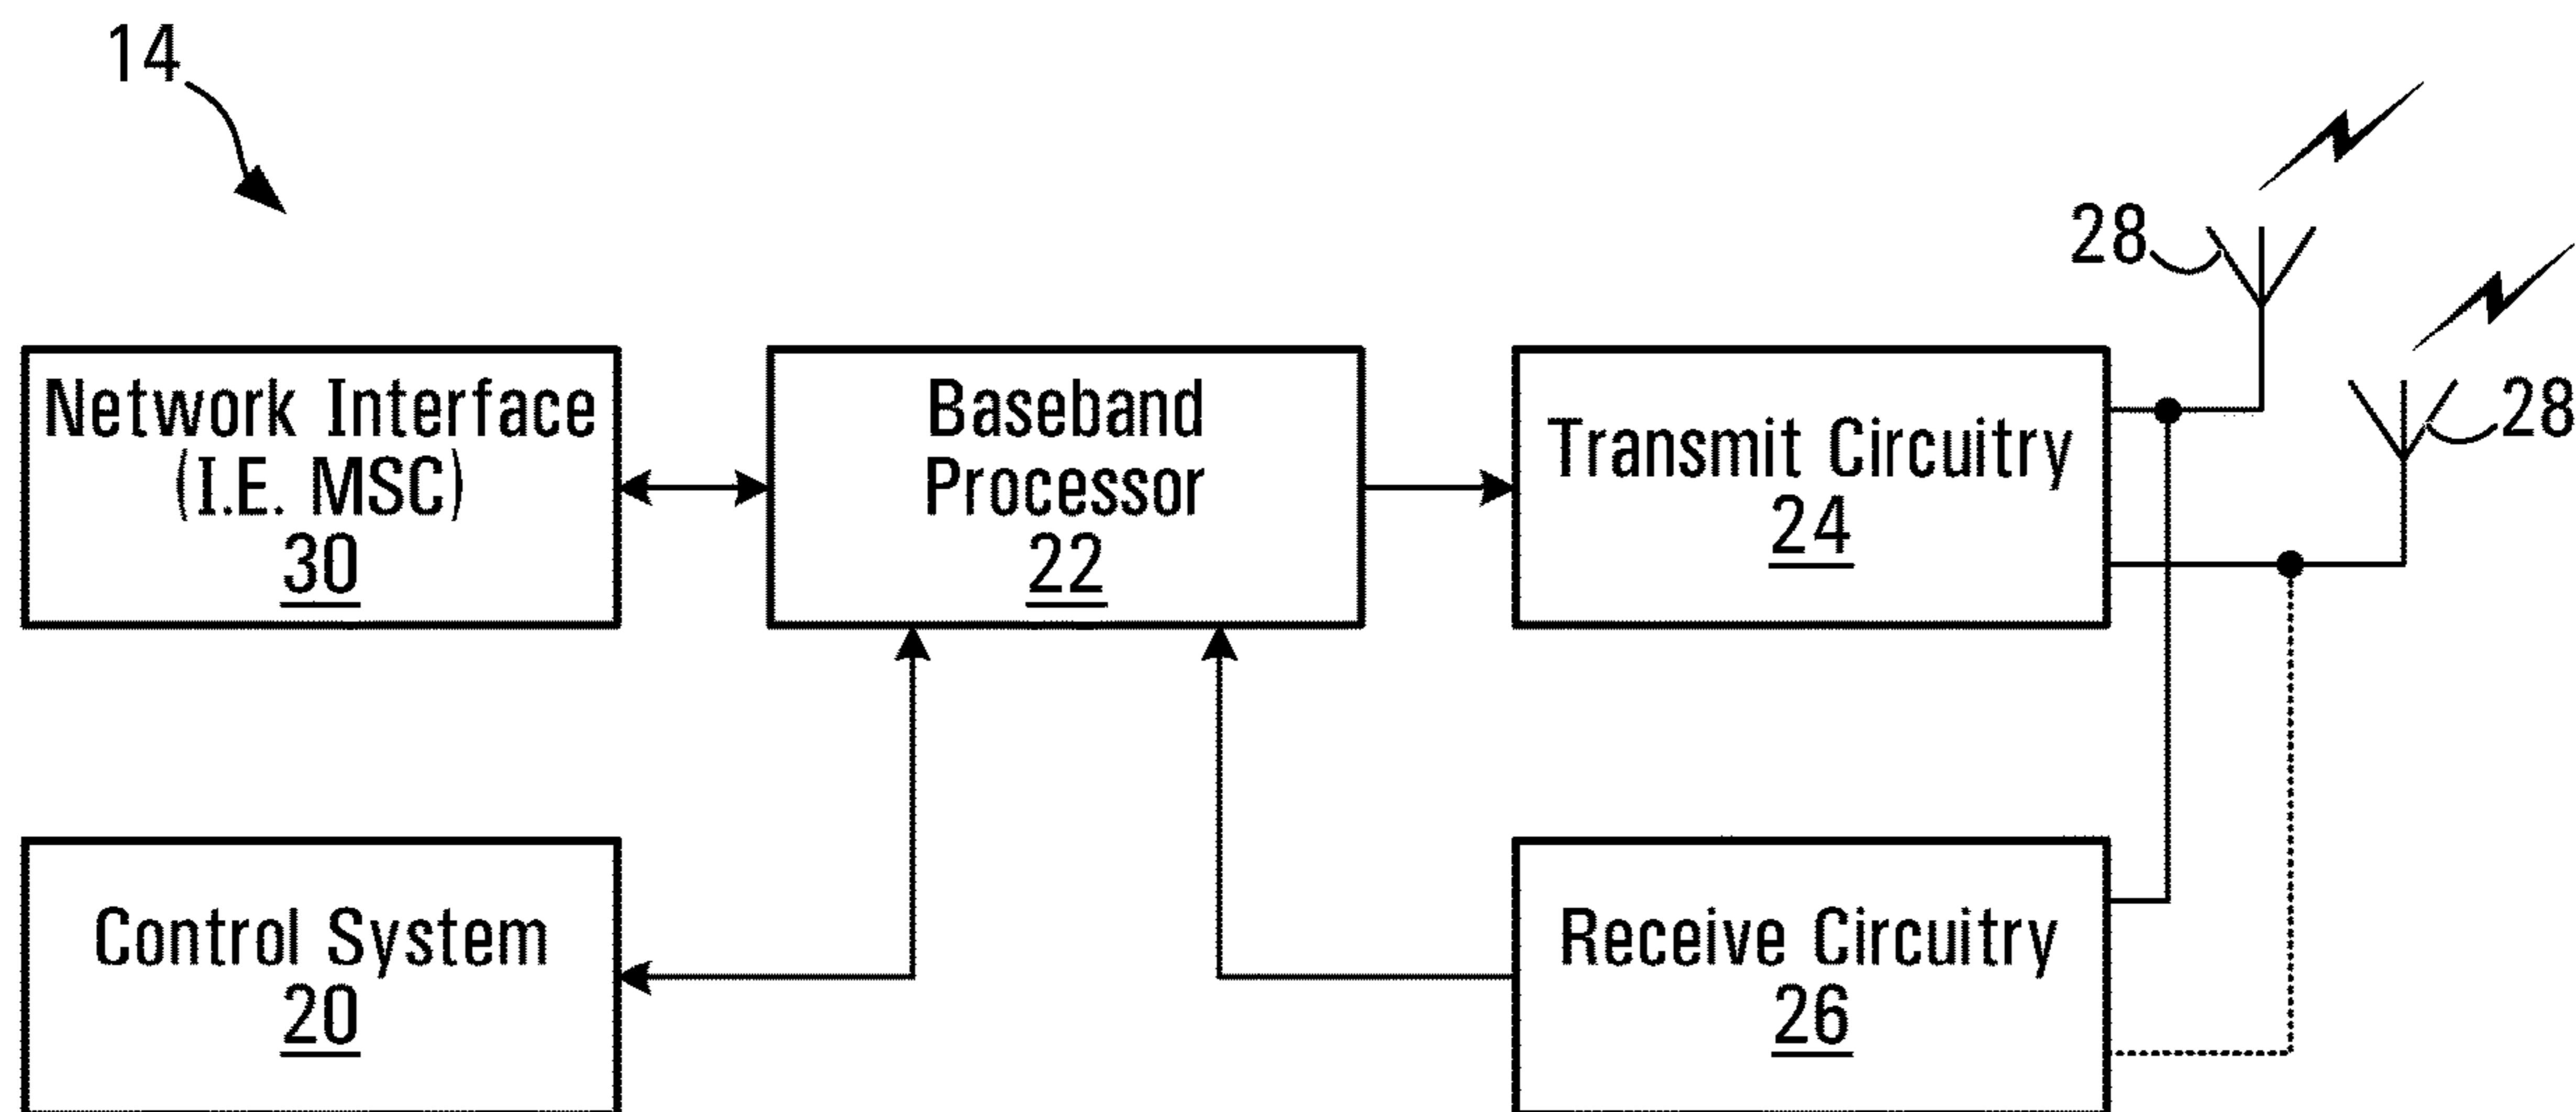 14
28
28
Network Interface
(I.E. MSC)
30
Baseband
Processor
22
Transmit Circuitry
24
Control System
20
Receive Circuitry
26